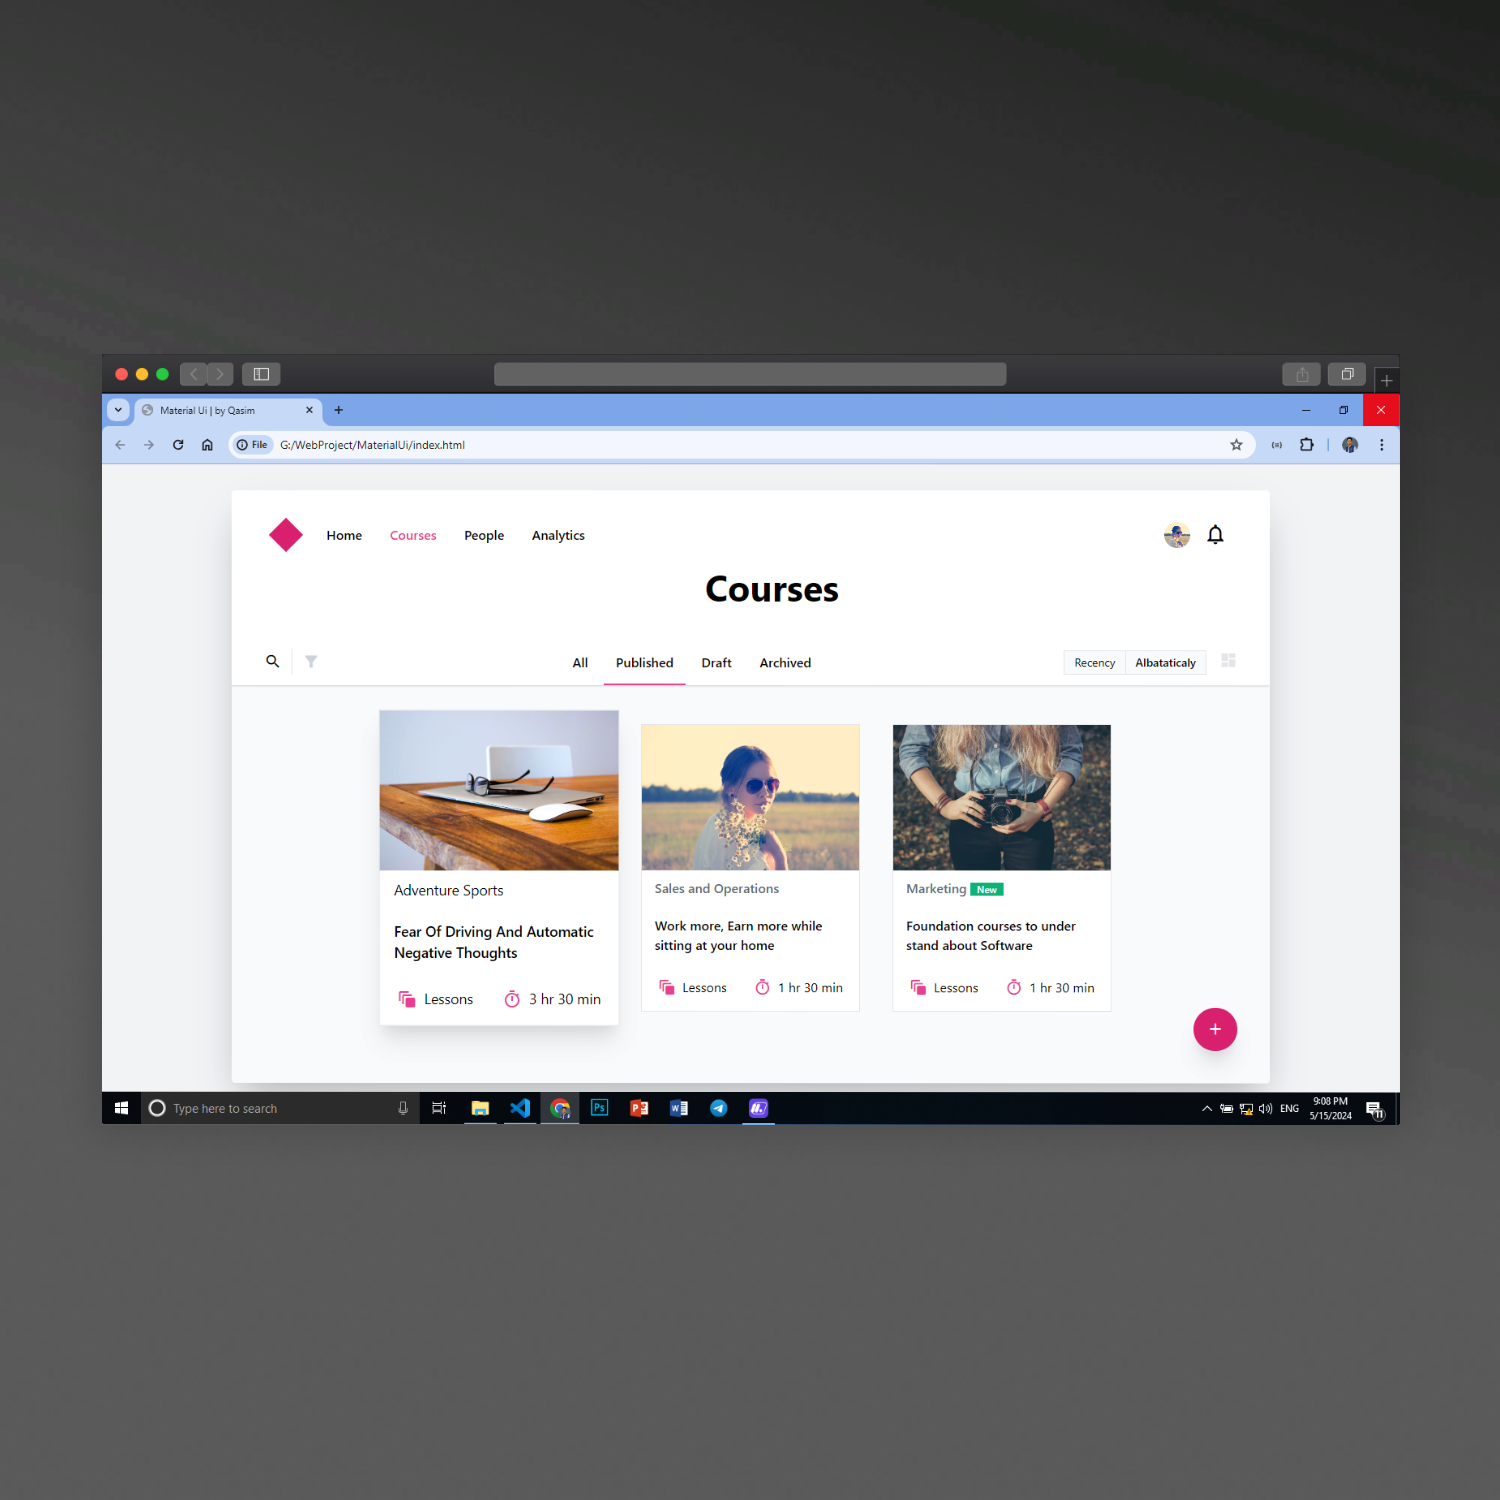 Material Ui | by Qasim
File
G:/WebProject/MaterialUi/index.html
Home Courses People Analytics
Courses
All Published Draft Archived
Recency Albataticaly
Adventure Sports
Fear Of Driving And Automatic
Negative Thoughts
Lessons 3 hr 30 min
Sales and Operations
Work more, Earn more while
sitting at your home
Lessons 1 hr 30 min
Marketing New
Foundation courses to under
stand about Software
Lessons 1 hr 30 min
Type here to search
Ps
P
W
ENG
9:08 PM
5/15/2024
11